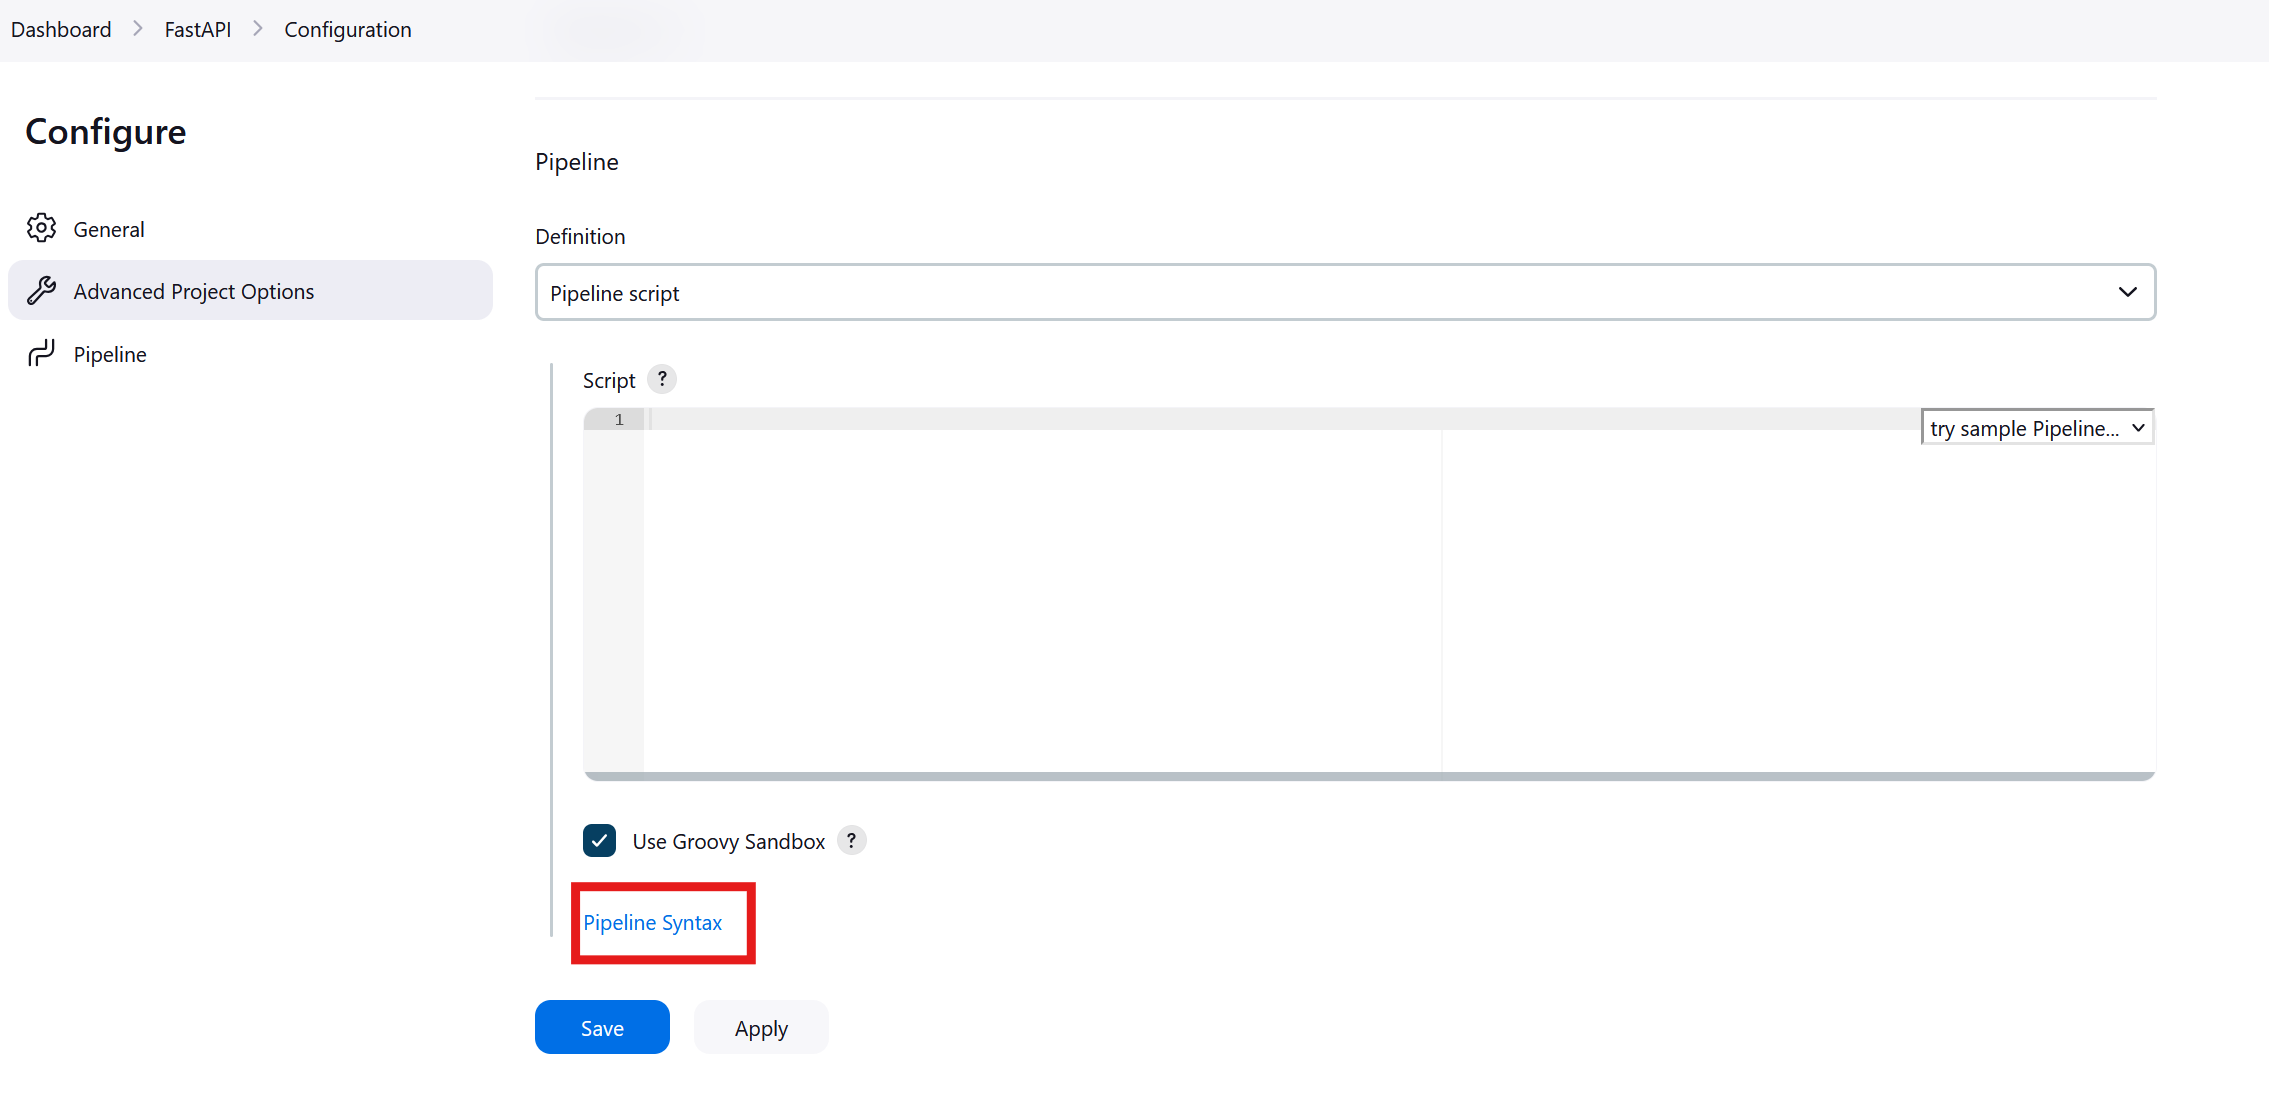 Dashboard > FastAPI > Configuration
Configure
General
Advanced Project Options
Pipeline
Pipeline
Definition
Pipeline script
Script ?
1
try sample Pipeline...
Use Groovy Sandbox ?
Pipeline Syntax
Save Apply